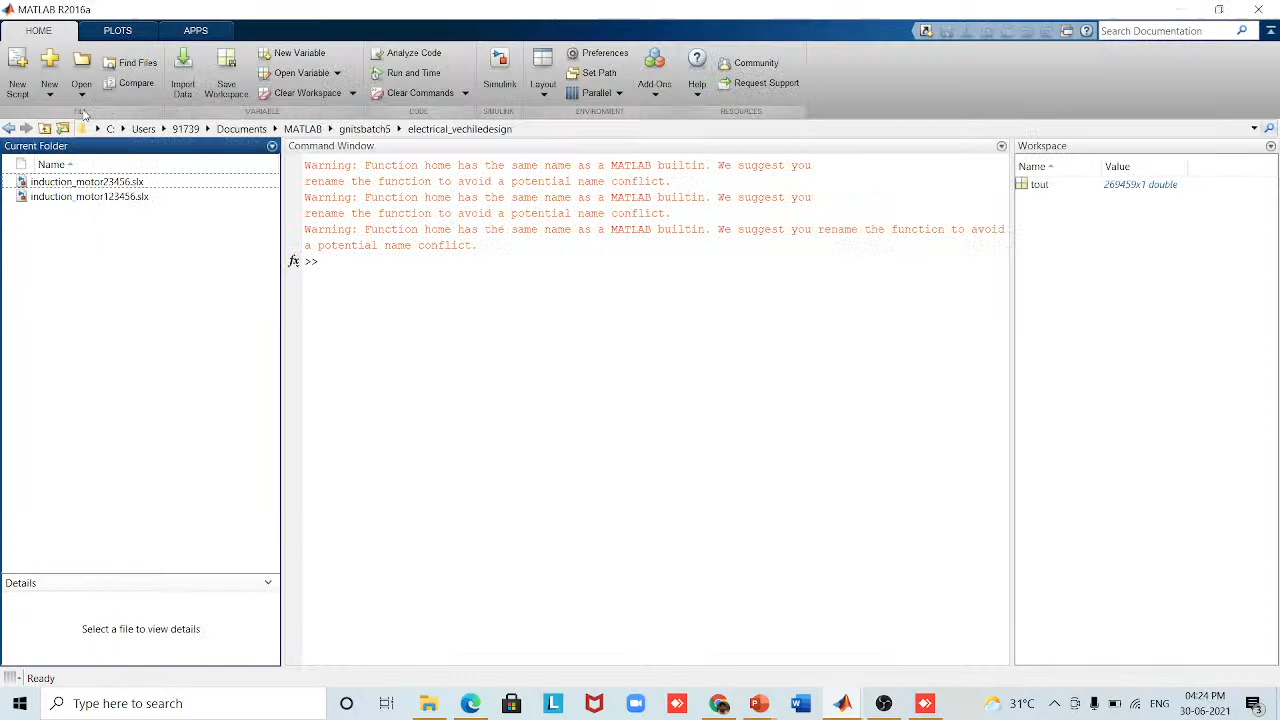 MATLAB R2016a
HOME
PLOTS
APPS
Search Documentation
New Script
New
Open
Find Files
Compare
Import Data
Save Workspace
New Variable
Open Variable
Clear Workspace
Analyze Code
Run and Time
Clear Commands
Simulink
Layout
Preferences
Set Path
Parallel
Add-Ons
Help
Community
Request Support
FILE
VARIABLE
CODE
SIMULINK
ENVIRONMENT
RESOURCES
C: Users 91739 Documents MATLAB gnitsbatch5 electrical_vechiledesign
Current Folder
Name
induction_motor23456.slx
induction_motor123456.slx
Details
Select a file to view details
Command Window
Warning: Function home has the same name as a MATLAB builtin. We suggest you
rename the function to avoid a potential name conflict.
Warning: Function home has the same name as a MATLAB builtin. We suggest you
rename the function to avoid a potential name conflict.
Warning: Function home has the same name as a MATLAB builtin. We suggest you rename the function to avoid
a potential name conflict.
fx >>
Workspace
Name Value
tout 269459x1 double
Ready
Type here to search
31°C
ENG
04:24 PM
30-06-2021
3